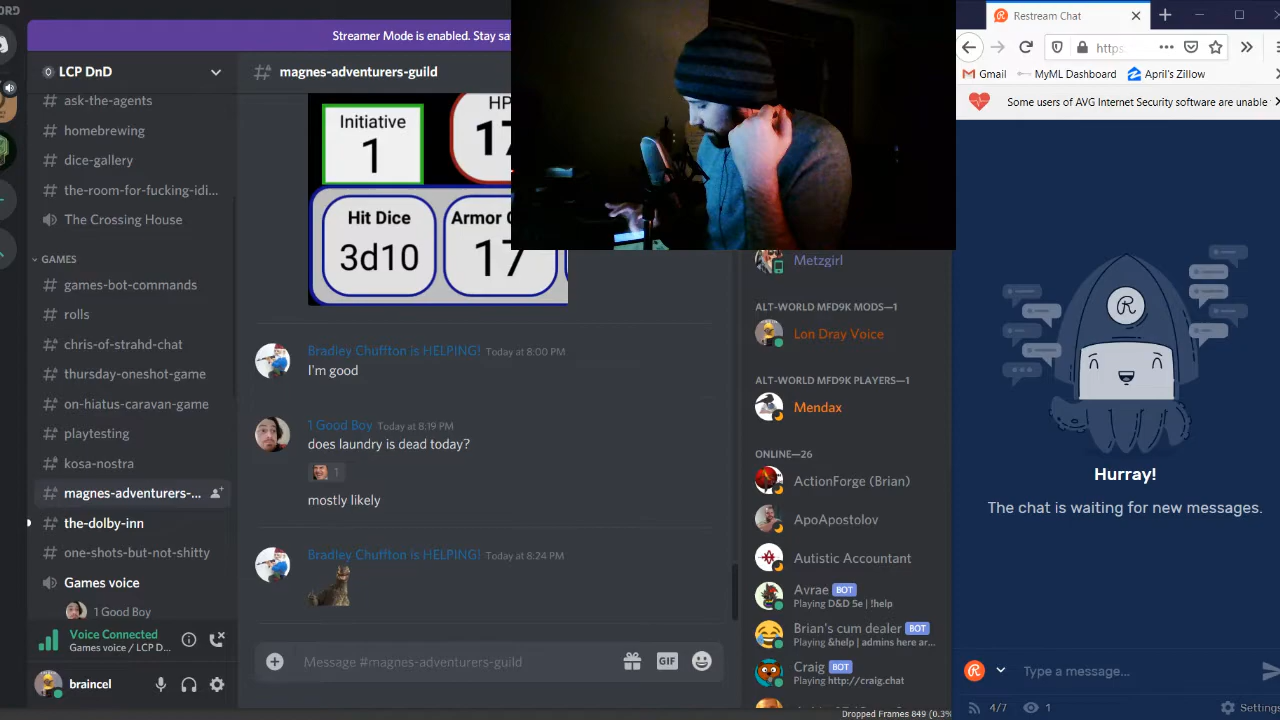 ORD
Streamer Mode is enabled. Stay sa
LCP DnD
ask-the-agents
homebrewing
dice-gallery
the-room-for-fucking-idi...
The Crossing House
GAMES
games-bot-commands
rolls
chris-centralrb-chat
thursday-oneshot-game
on-hiatus-caravan-game
playtesting
kosa-nostra
magnes-adventurers-...
the-dolby-inn
one-shots-but-not-shitty
Games voice
1 Good Boy
Voice Connected
Games voice / LCP D...
Paincel
magnes-adventurers-guild
Initiative
1
HP
17
Hit Dice
3d10
Armor C
17
Bradley Chuffton is HELPING! Today at 8:00 PM
I'm good
1 Good Boy Today at 8:19 PM
does laundry is dead today?
1
mostly likely
Bradley Chuffton is HELPING! Today at 8:24 PM
Message #magnes-adventurers-guild
GIF
Metzgirl
ALT-WORLD MFD9K MODS—1
Lon Dray Voice
ALT-WORLD MFD9K PLAYERS—1
Mendax
ONLINE—26
ActionForge (Brian)
ApoApostolov
Autistic Accountant
Avrae BOT
Playing D&D 5e | !help
Brian's cum dealer BOT
Playing &help | admins here ar...
Craig BOT
Playing http://craig.chat
Dropped Frames 849 (0.3%
Restream Chat
https
Gmail
MyML Dashboard
April's Zillow
Some users of AVG Internet Security software are unable
Hurray!
The chat is waiting for new messages.
Type a message...
4/7
1
Settings